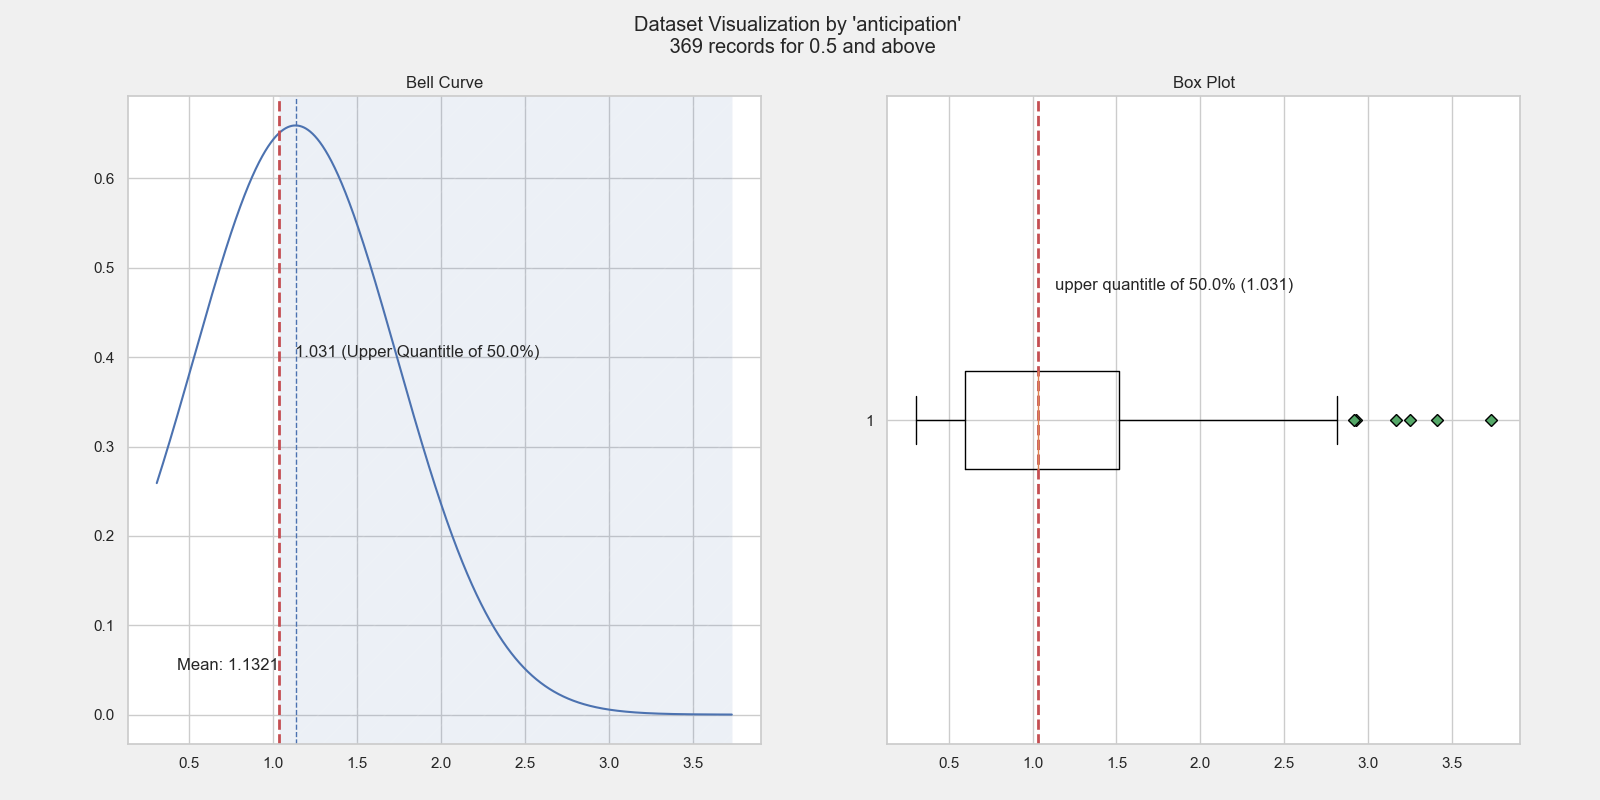 Dataset Visualization by 'anticipation'
369 records for 0.5 and above
Bell Curve
0.6
0.5
0.4
0.3
0.2
0.1
0.0
1.031 (Upper Quantitle of 50.0%)
Mean: 1.1321
0.5 1.0 1.5 2.0 2.5 3.0 3.5
Box Plot
upper quantitle of 50.0% (1.031)
1
0.5 1.0 1.5 2.0 2.5 3.0 3.5